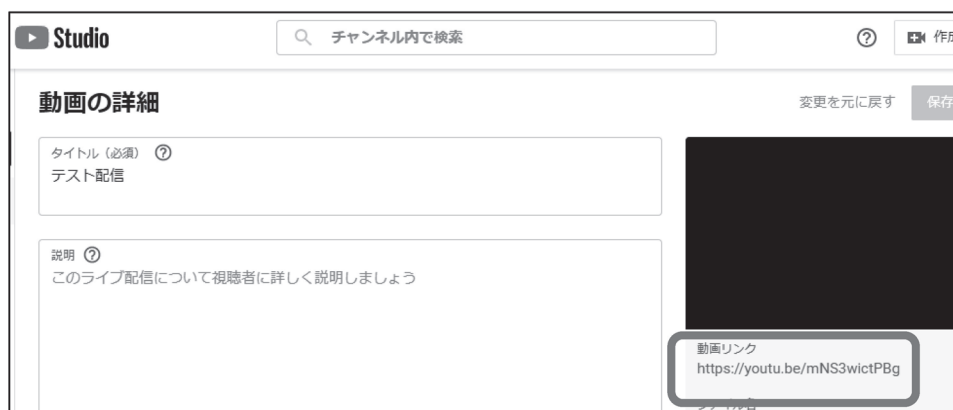 Studio
チャンネル内で検索
作成
動画の詳細
変更を元に戻す
保存
タイトル（必須）
テスト配信
説明
このライブ配信について視聴者に詳しく説明しましょう
動画リンク
https://youtu.be/mNS3wictPBg